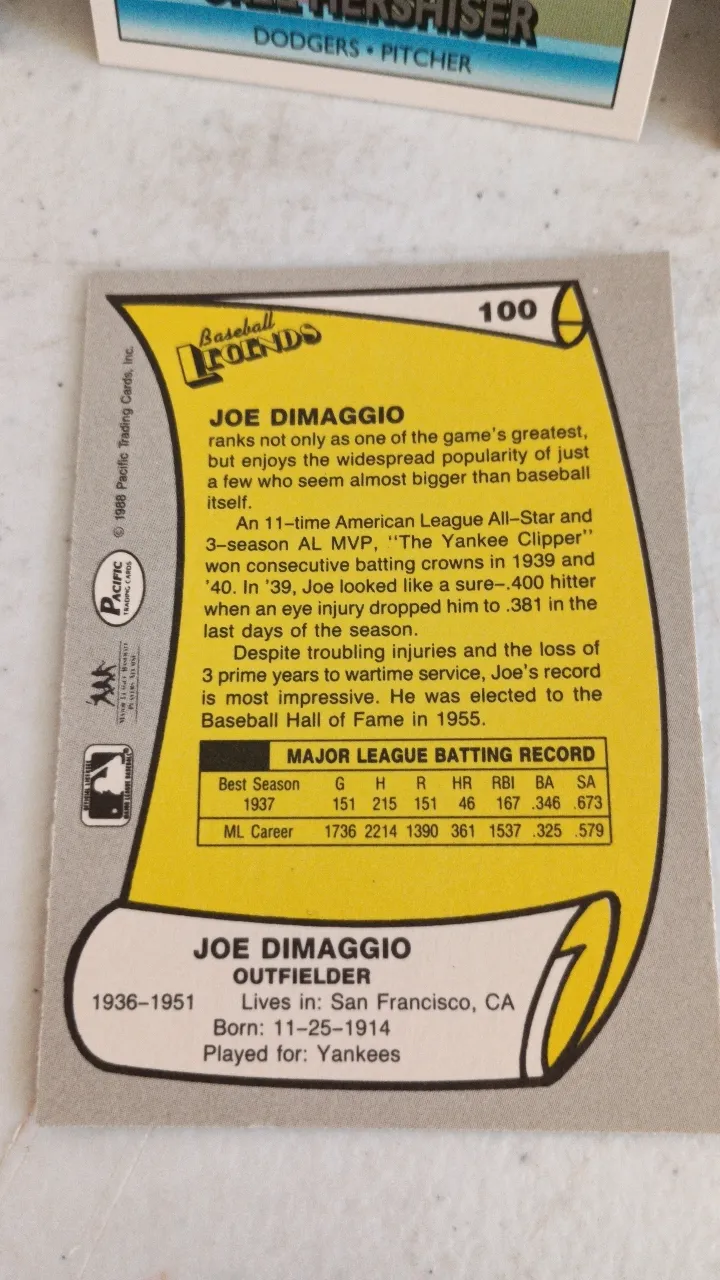 HERSHISER
DODGERS • PITCHER
100
Baseball
LEGENDS
JOE DIMAGGIO
ranks not only as one of the game's greatest,
but enjoys the widespread popularity of just
a few who seem almost bigger than baseball
itself.
An 11-time American League All-Star and
3-season AL MVP, "The Yankee Clipper"
won consecutive batting crowns in 1939 and
'40. In '39, Joe looked like a sure-.400 hitter
when an eye injury dropped him to .381 in the
last days of the season.
Despite troubling injuries and the loss of
3 prime years to wartime service, Joe's record
is most impressive. He was elected to the
Baseball Hall of Fame in 1955.
MAJOR LEAGUE BATTING RECORD
Best Season G H R HR RBI BA SA
1937 151 215 151 46 167 .346 .673
ML Career 1736 2214 1390 361 1537 .325 .579
JOE DIMAGGIO
OUTFIELDER
1936-1951 Lives in: San Francisco, CA
Born: 11-25-1914
Played for: Yankees
© 1988 Pacific Trading Cards, Inc.
PACIFIC
TRADING CARDS